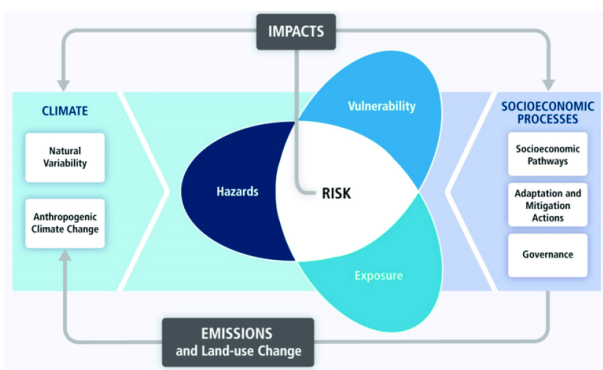 IMPACTS
CLIMATE
Natural
Variability
Anthropogenic
Climate Change
Vulnerability
Hazards
RISK
Exposure
SOCIOECONOMIC
PROCESSES
Socioeconomic
Pathways
Adaptation and
Mitigation
Actions
Governance
EMISSIONS
and Land-use Change